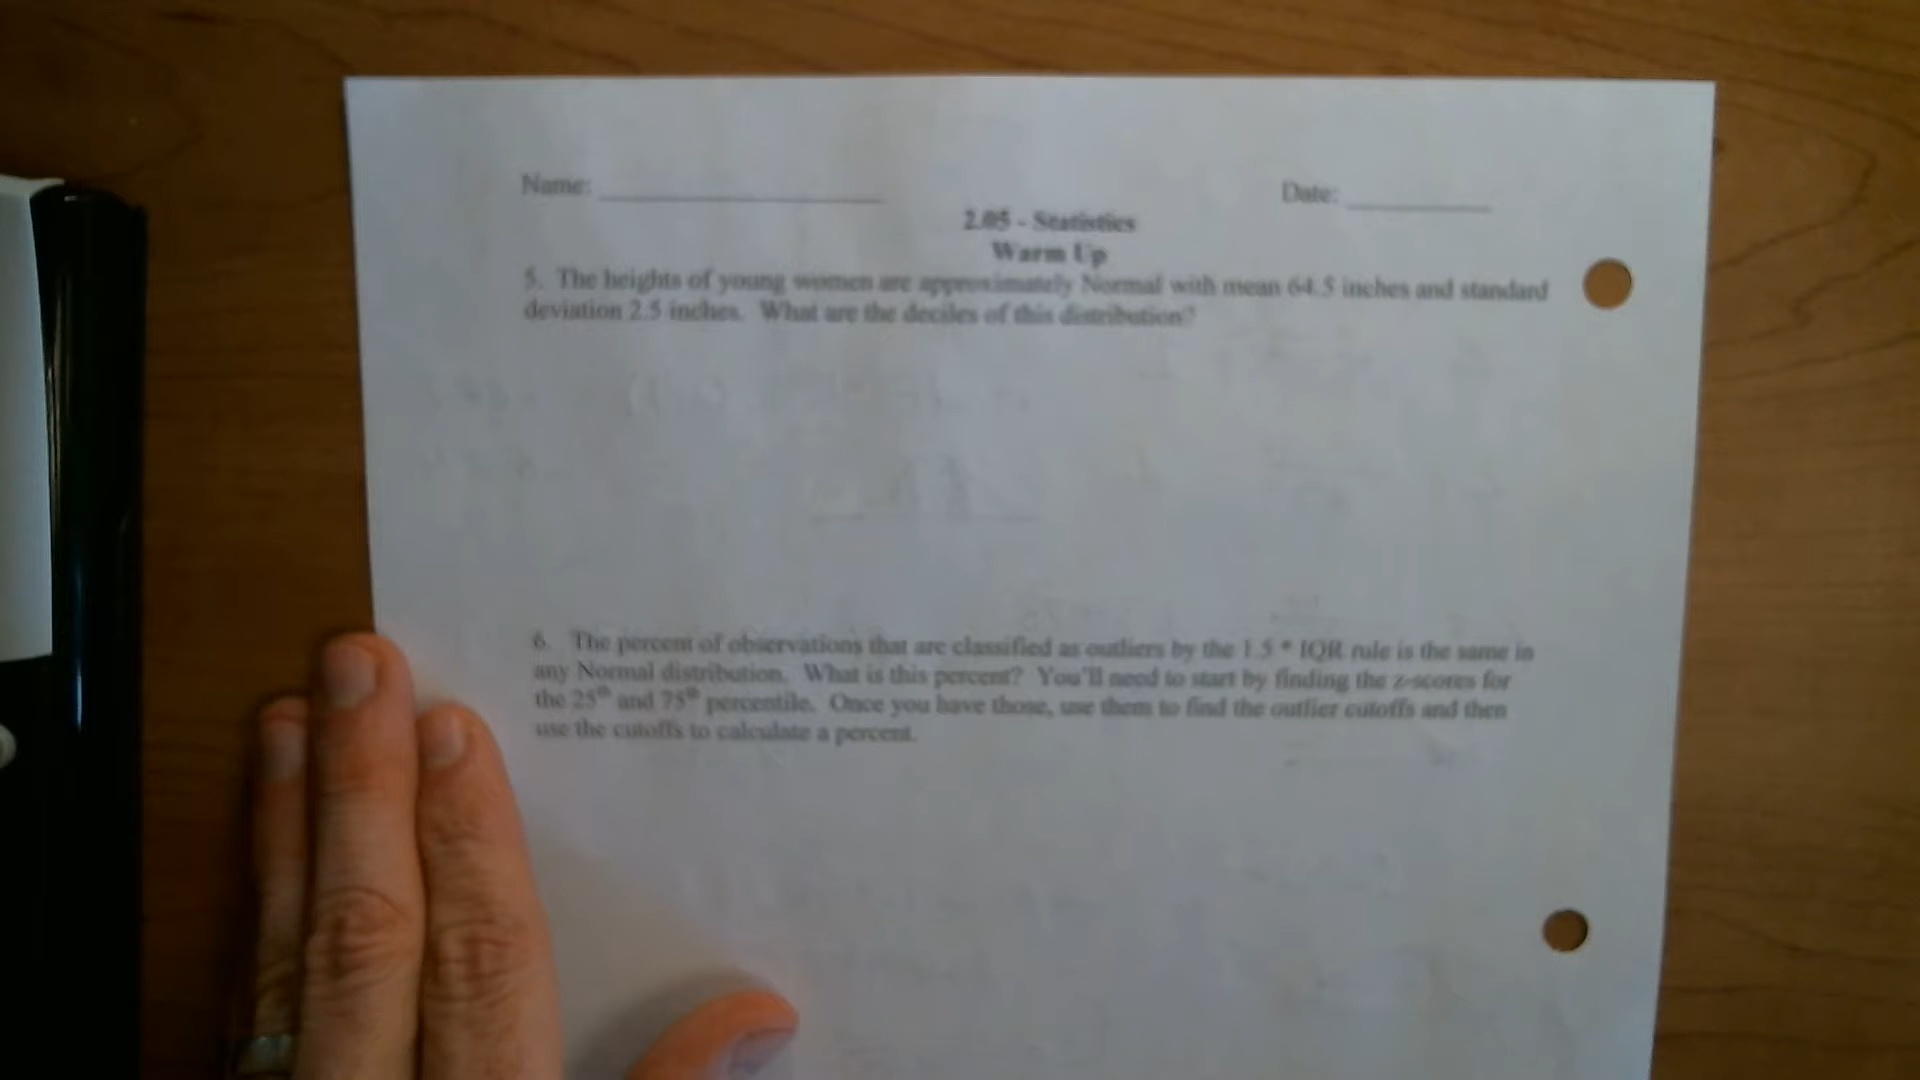 Name: Date:
2.05 - Statistics
Warm Up
5. The heights of young women are approximately Normal with mean 64.5 inches and standard
deviation 2.5 inches. What are the deciles of this distribution?
6. The percent of observations that are classified as outliers by the 1.5 * IQR rule is the same in
any Normal distribution. What is this percent? You'll need to start by finding the z-scores for
the 25th and 75th percentile. Once you have those, use them to find the outlier cutoffs and then
use the cutoffs to calculate a percent.